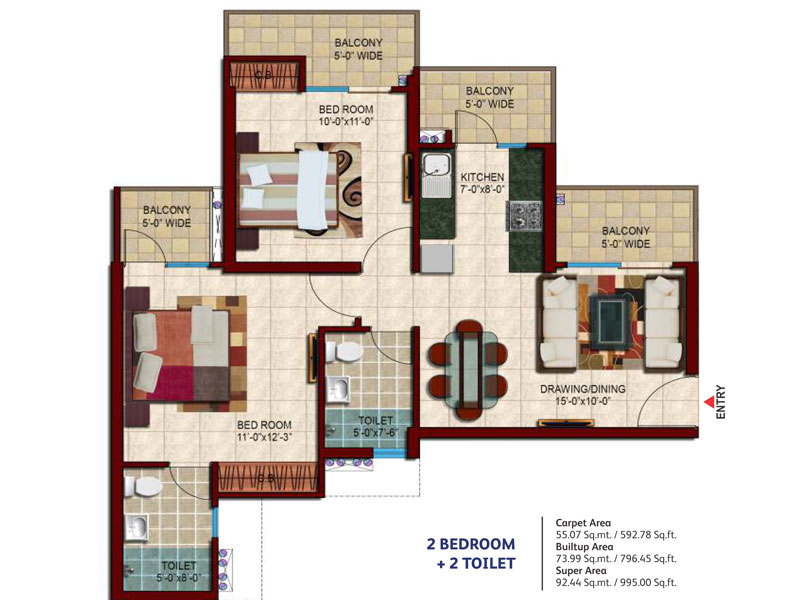 BALCONY
5'-0" WIDE
C.B
BED ROOM
10'-0"x11'-0"
BALCONY
5'-0" WIDE
KITCHEN
7'-0"x8'-0"
BALCONY
5'-0" WIDE
BALCONY
5'-0" WIDE
DRAWING/DINING
15'-0"x10'-0"
ENTRY
BED ROOM
11'-0"x12'-3"
TOILET
5'-0"x7'-6"
C.B
TOILET
5'-0"x8'-0"
2 BEDROOM
+ 2 TOILET
Carpet Area
55.07 Sq.mt. / 592.78 Sq.ft.
Builtup Area
73.99 Sq.mt. / 796.45 Sq.ft.
Super Area
92.44 Sq.mt. / 995.00 Sq.ft.